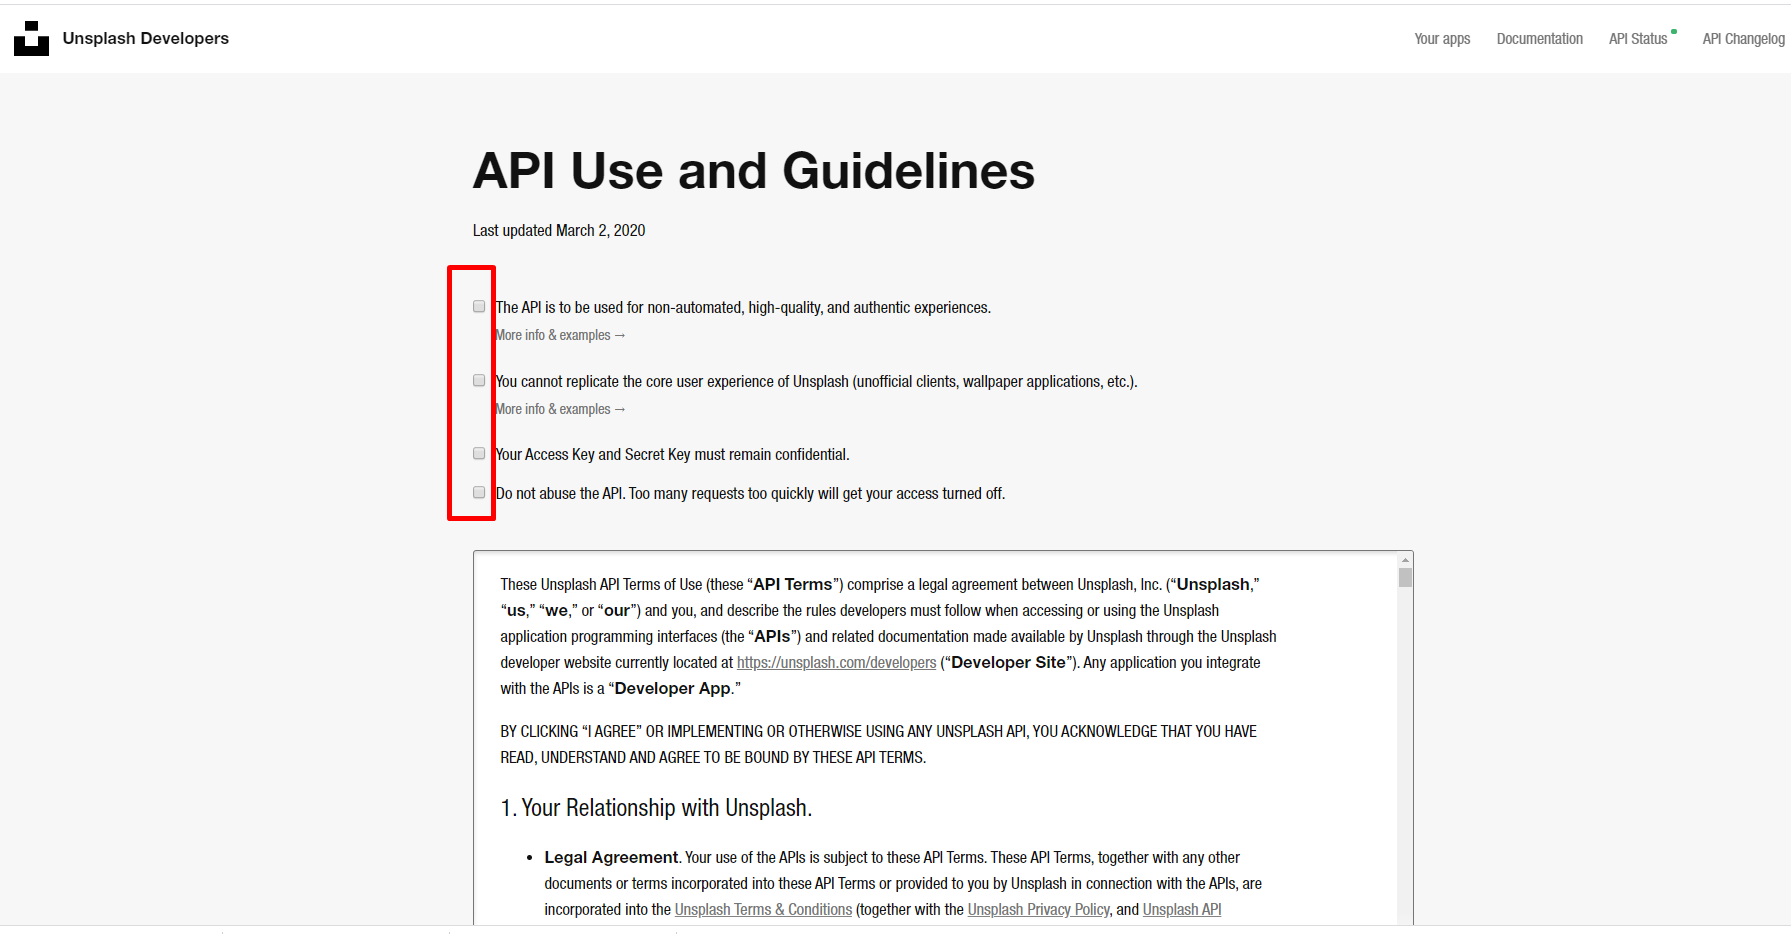 Unsplash Developers
Your apps Documentation API Status API Changelog
API Use and Guidelines
Last updated March 2, 2020
The API is to be used for non-automated, high-quality, and authentic experiences.
More info & examples →
You cannot replicate the core user experience of Unsplash (unofficial clients, wallpaper applications, etc.).
More info & examples →
Your Access Key and Secret Key must remain confidential.
Do not abuse the API. Too many requests too quickly will get your access turned off.
These Unsplash API Terms of Use (these “API Terms”) comprise a legal agreement between Unsplash, Inc. (“Unsplash,”
“us,” “we,” or “our”) and you, and describe the rules developers must follow when accessing or using the Unsplash
application programming interfaces (the “APIs”) and related documentation made available by Unsplash through the Unsplash
developer website currently located at https://unsplash.com/developers (“Developer Site”). Any application you integrate
with the APIs is a “Developer App.”
BY CLICKING “I AGREE” OR IMPLEMENTING OR OTHERWISE USING ANY UNSPLASH API, YOU ACKNOWLEDGE THAT YOU HAVE
READ, UNDERSTAND AND AGREE TO BE BOUND BY THESE API TERMS.
1. Your Relationship with Unsplash.
• Legal Agreement. Your use of the APIs is subject to these API Terms. These API Terms, together with any other
documents or terms incorporated into these API Terms or provided to you by Unsplash in connection with the APIs, are
incorporated into the Unsplash Terms & Conditions (together with the Unsplash Privacy Policy, and Unsplash API